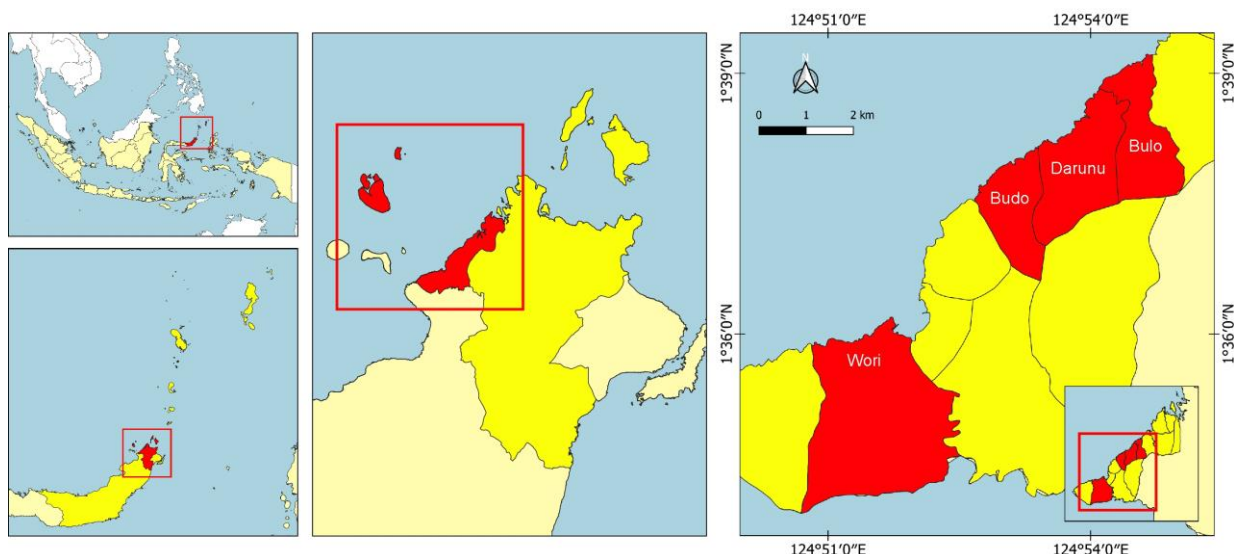 124°51′0″E
124°54′0″E
1°39′0″N
1°39′0″N
N
0 1 2 km
Bulo
Darunu
Budo
1°36′0″N
1°36′0″N
Wori
124°51′0″E
124°54′0″E